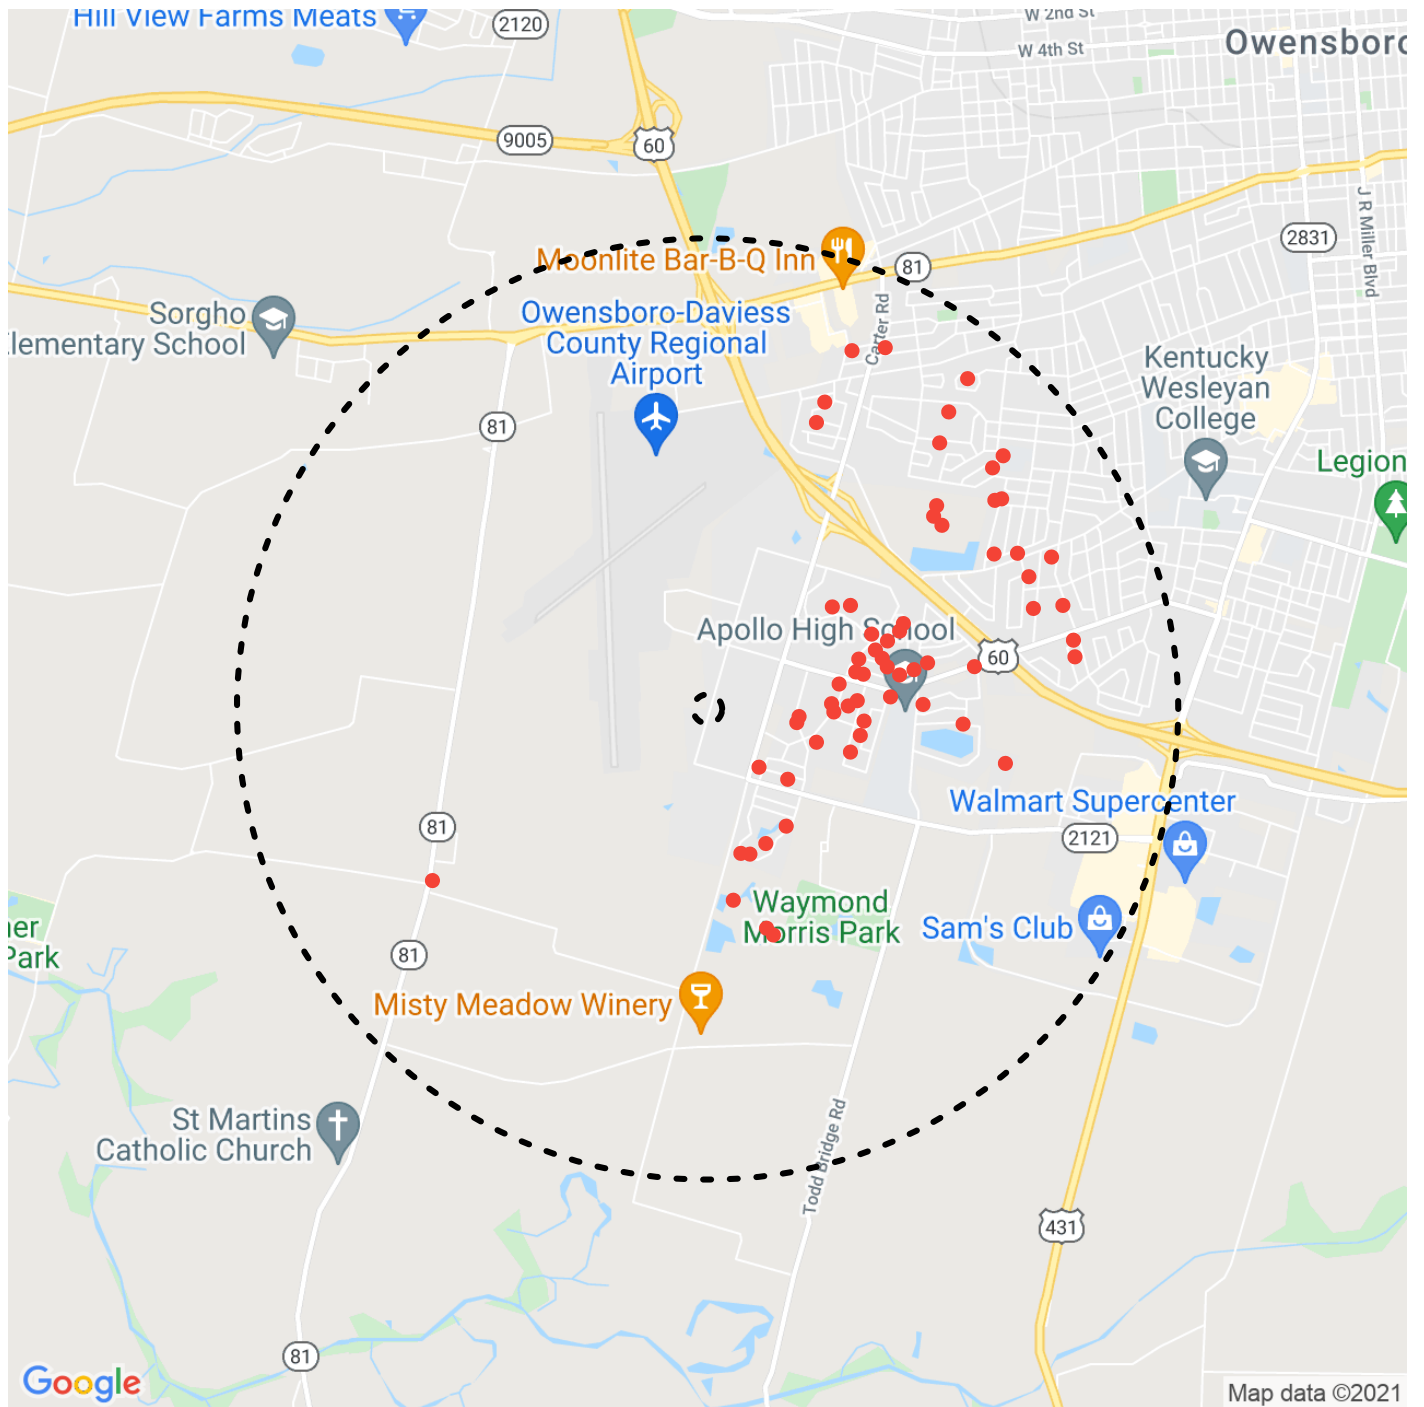 Hill View Farms Meats
2120
W 2nd St
W 4th St
Owensboro
9005
60
J R Miller Blvd
2831
Moonlite Bar-B-Q Inn
81
Sorgho
Elementary School
Owensboro-Daviess
County Regional
Airport
Carter Rd
Kentucky
Wesleyan
College
81
Legion
Apollo High School
60
Walmart Supercenter
81
2121
Waymond
Morris Park
Sam's Club
ner
Park
81
Misty Meadow Winery
St Martins
Catholic Church
Todd Bridge Rd
431
81
Google
Map data ©2021